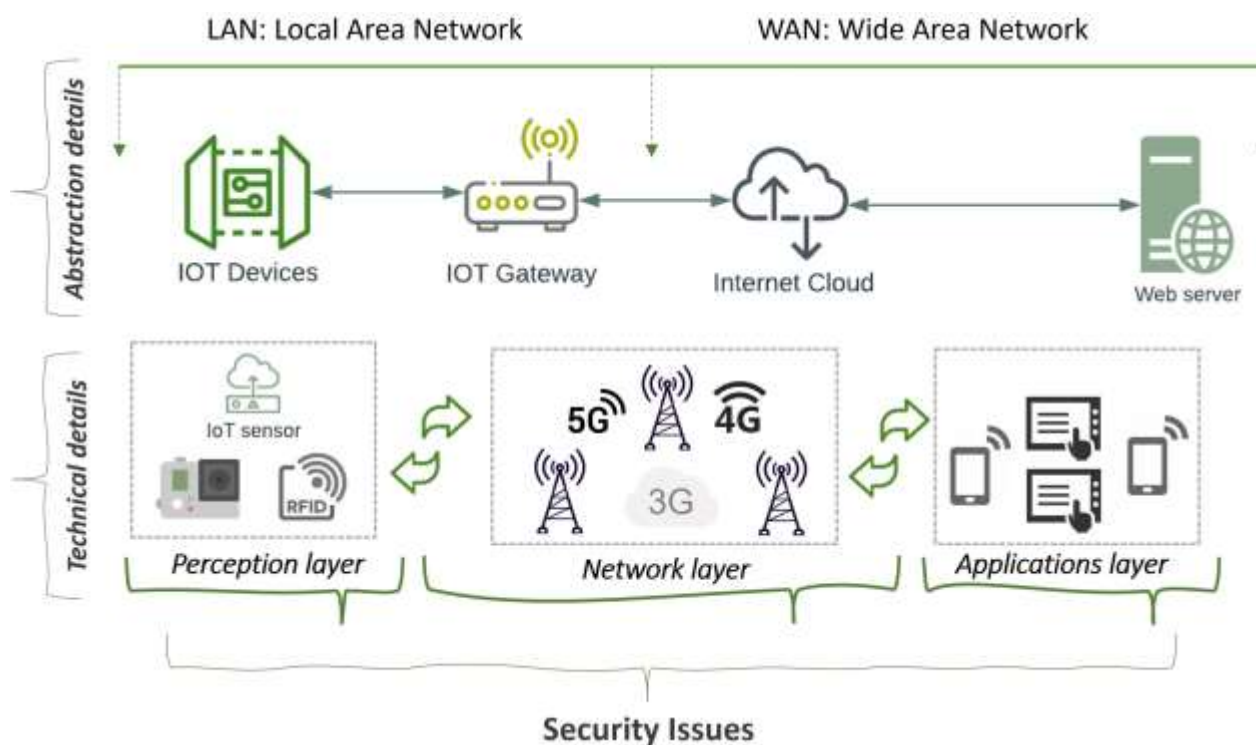 LAN: Local Area Network
WAN: Wide Area Network
Abstraction details
IOT Devices
IOT Gateway
Internet Cloud
Web server
Technical details
IoT sensor
RFID
5G
4G
3G
Perception layer
Network layer
Applications layer
Security Issues